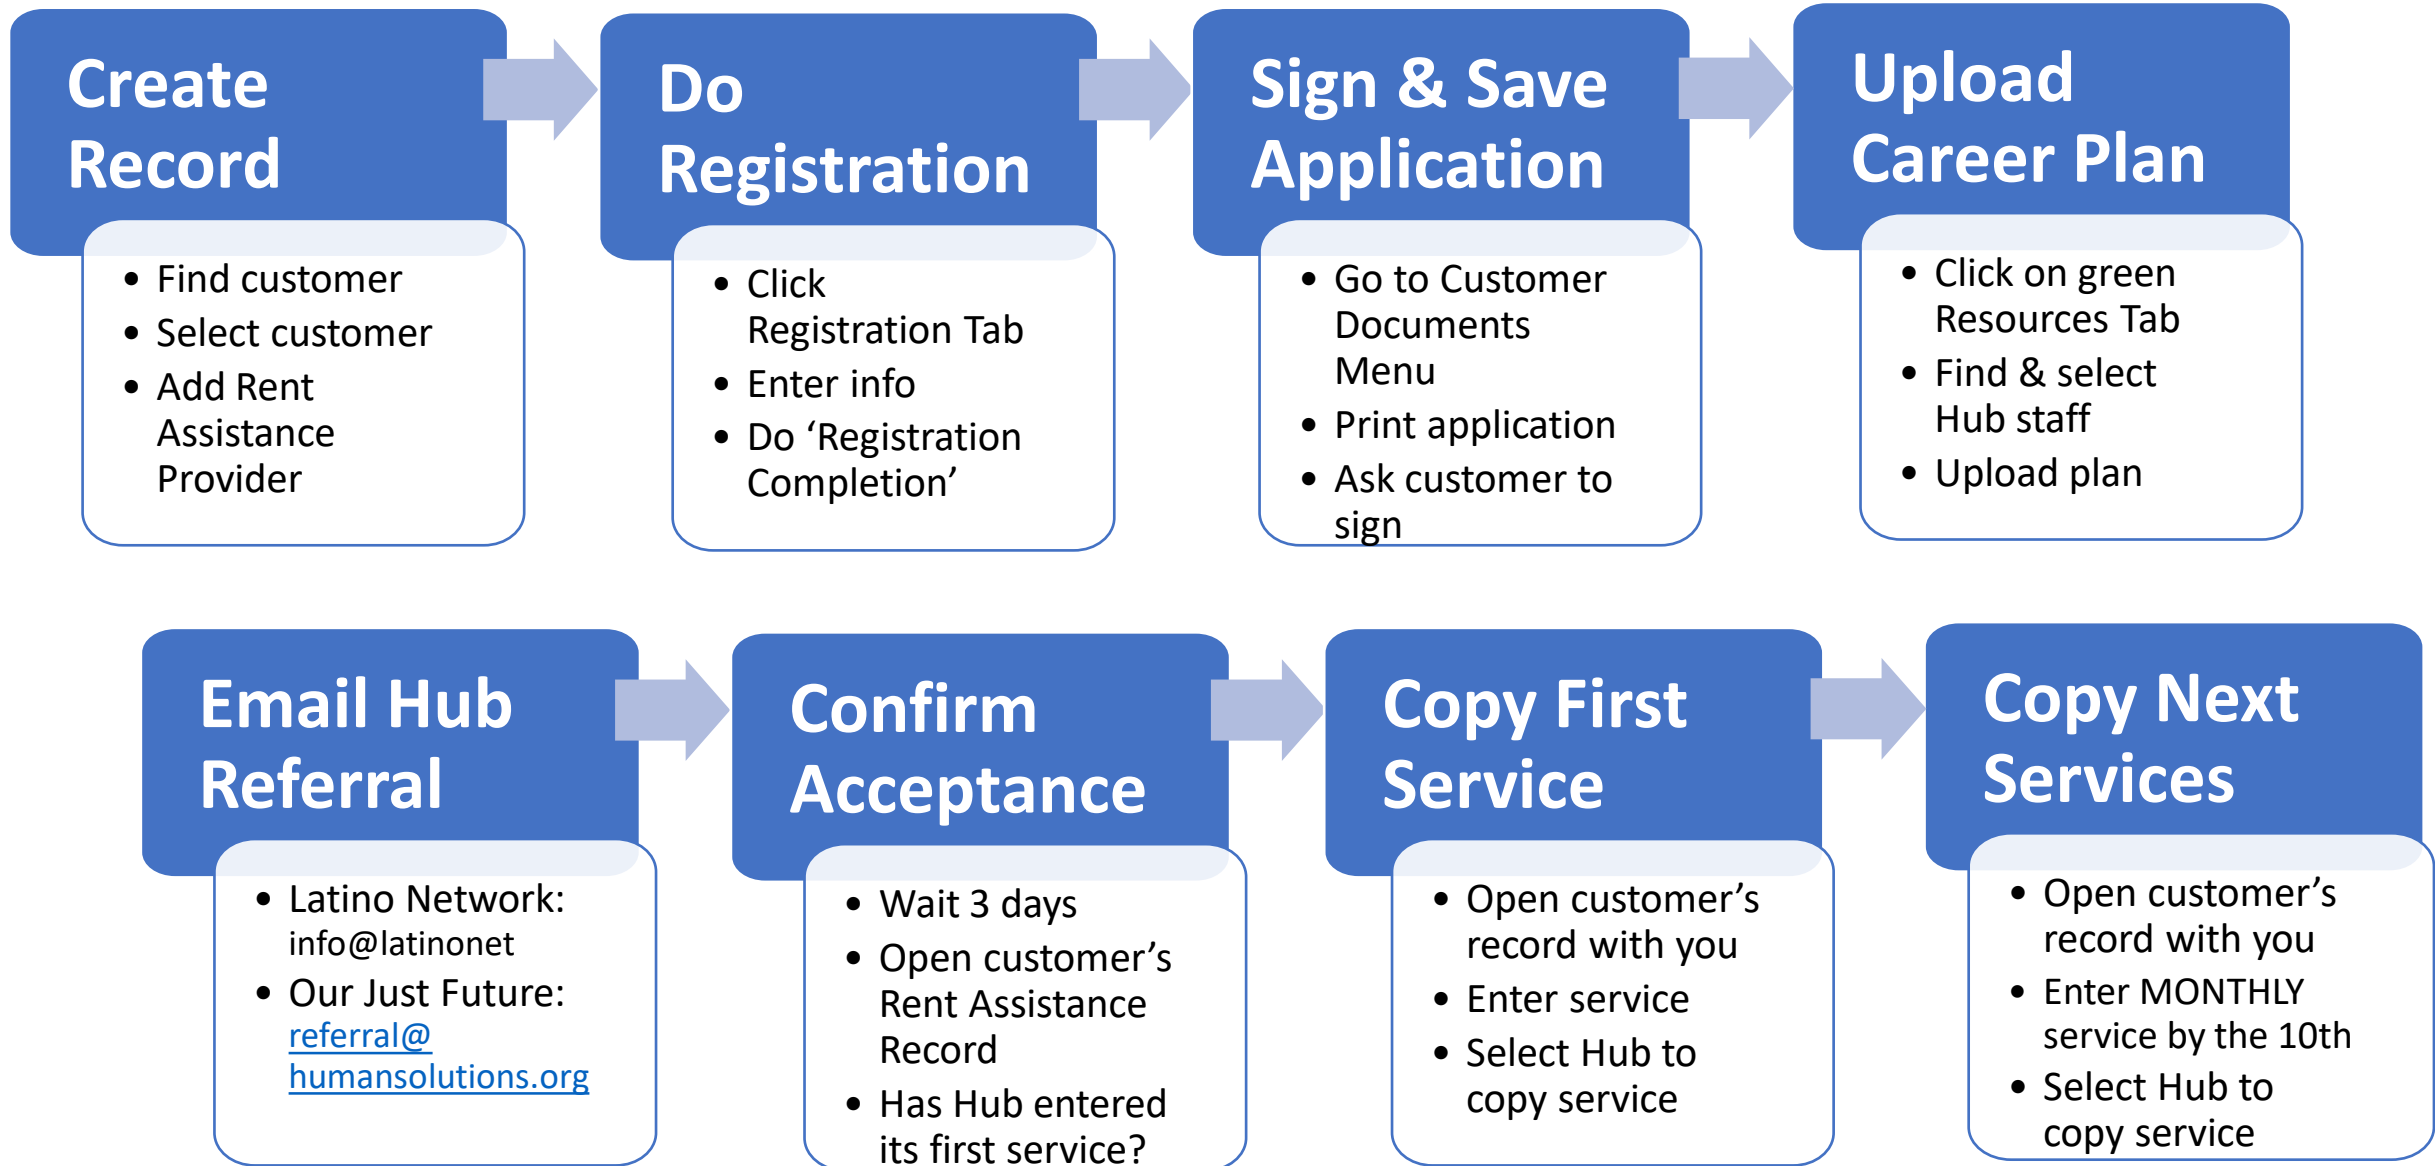 Create
Record
• Find customer
• Select customer
• Add Rent
Assistance
Provider
Do
Registration
• Click
Registration Tab
• Enter info
• Do ‘Registration
Completion’
Sign & Save
Application
• Go to Customer
Documents
Menu
• Print application
• Ask customer to
sign
Upload
Career Plan
• Click on green
Resources Tab
• Find & select
Hub staff
• Upload plan
Email Hub
Referral
• Latino Network:
info@latinonet
• Our Just Future:
referral@
humansolutions.org
Confirm
Acceptance
• Wait 3 days
• Open customer’s
Rent Assistance
Record
• Has Hub entered
its first service?
Copy First
Service
• Open customer’s
record with you
• Enter service
• Select Hub to
copy service
Copy Next
Services
• Open customer’s
record with you
• Enter MONTHLY
service by the 10th
• Select Hub to
copy service